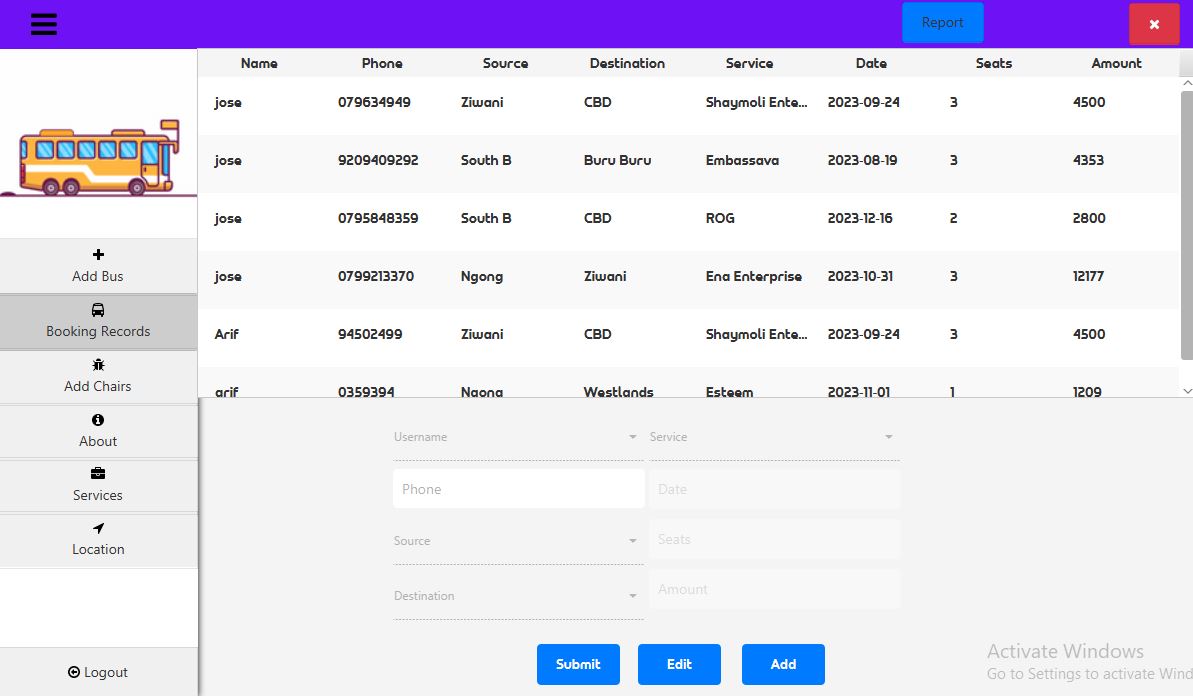 Report
Name Phone Source Destination Service Date Seats Amount
jose 079634949 Ziwani CBD Shaymoli Ente... 2023-09-24 3 4500
jose 9209409292 South B Buru Buru Embassava 2023-08-19 3 4353
jose 0795848359 South B CBD ROG 2023-12-16 2 2800
jose 0799213370 Ngong Ziwani Ena Enterprise 2023-10-31 3 12177
Arif 94502499 Ziwani CBD Shaymoli Ente... 2023-09-24 3 4500
arif 0359394 Ngong Westlands Esteem 2023-11-01 1 1209
Add Bus
Booking Records
Add Chairs
About
Services
Location
Logout
Username Service
Phone Date
Source Seats
Destination Amount
Submit Edit Add
Activate Windows
Go to Settings to activate Wind